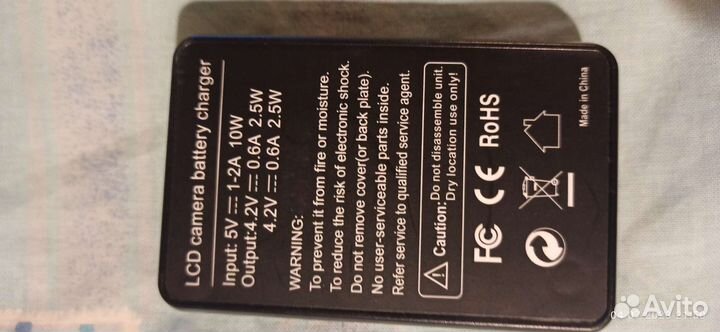 LCD camera battery charger
Input: 5V ⎓ 1-2A 10W
Output:4.2V ⎓ 0.6A 2.5W
4.2V ⎓ 0.6A 2.5W
WARNING:
To prevent it from fire or moisture.
To reduce the risk of electronic shock.
Do not remove cover(or back plate).
No user-serviceable parts inside.
Refer service to qualified service agent.
Caution: Do not disassemble unit.
Dry location use only!
FC CE RoHS
Made in China
Avito